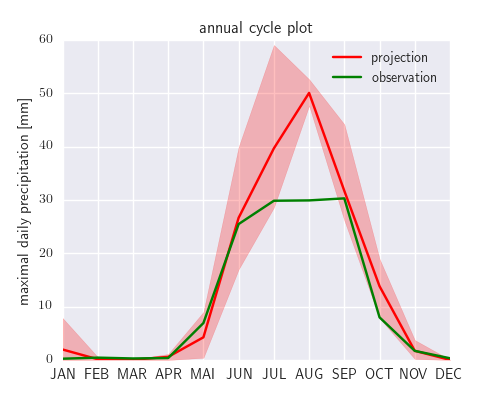 annual cycle plot
projection
observation
maximal daily precipitation [mm]
60
50
40
30
20
10
0
JAN FEB MAR APR MAI JUN JUL AUG SEP OCT NOV DEC